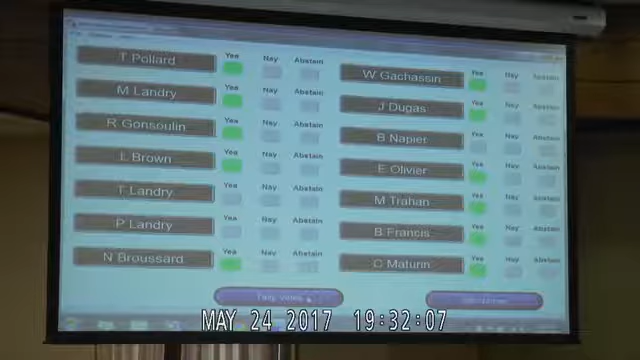 T Pollard Yea Nay Abstain
M Landry Yea Nay Abstain
R Gonsoulin Yea Nay Abstain
L Brown Yea Nay Abstain
T Landry Yea Nay Abstain
P Landry Yea Nay Abstain
N Broussard Yea Nay Abstain
Tally Votes
W Gachassin Yea Nay Abstain
J Dugas Yea Nay Abstain
B Napier Yea Nay Abstain
E Olivier Yea Nay Abstain
M Trahan Yea Nay Abstain
B Francis Yea Nay Abstain
C Maturin Yea Nay Abstain
MAY 24 2017 19:32:07